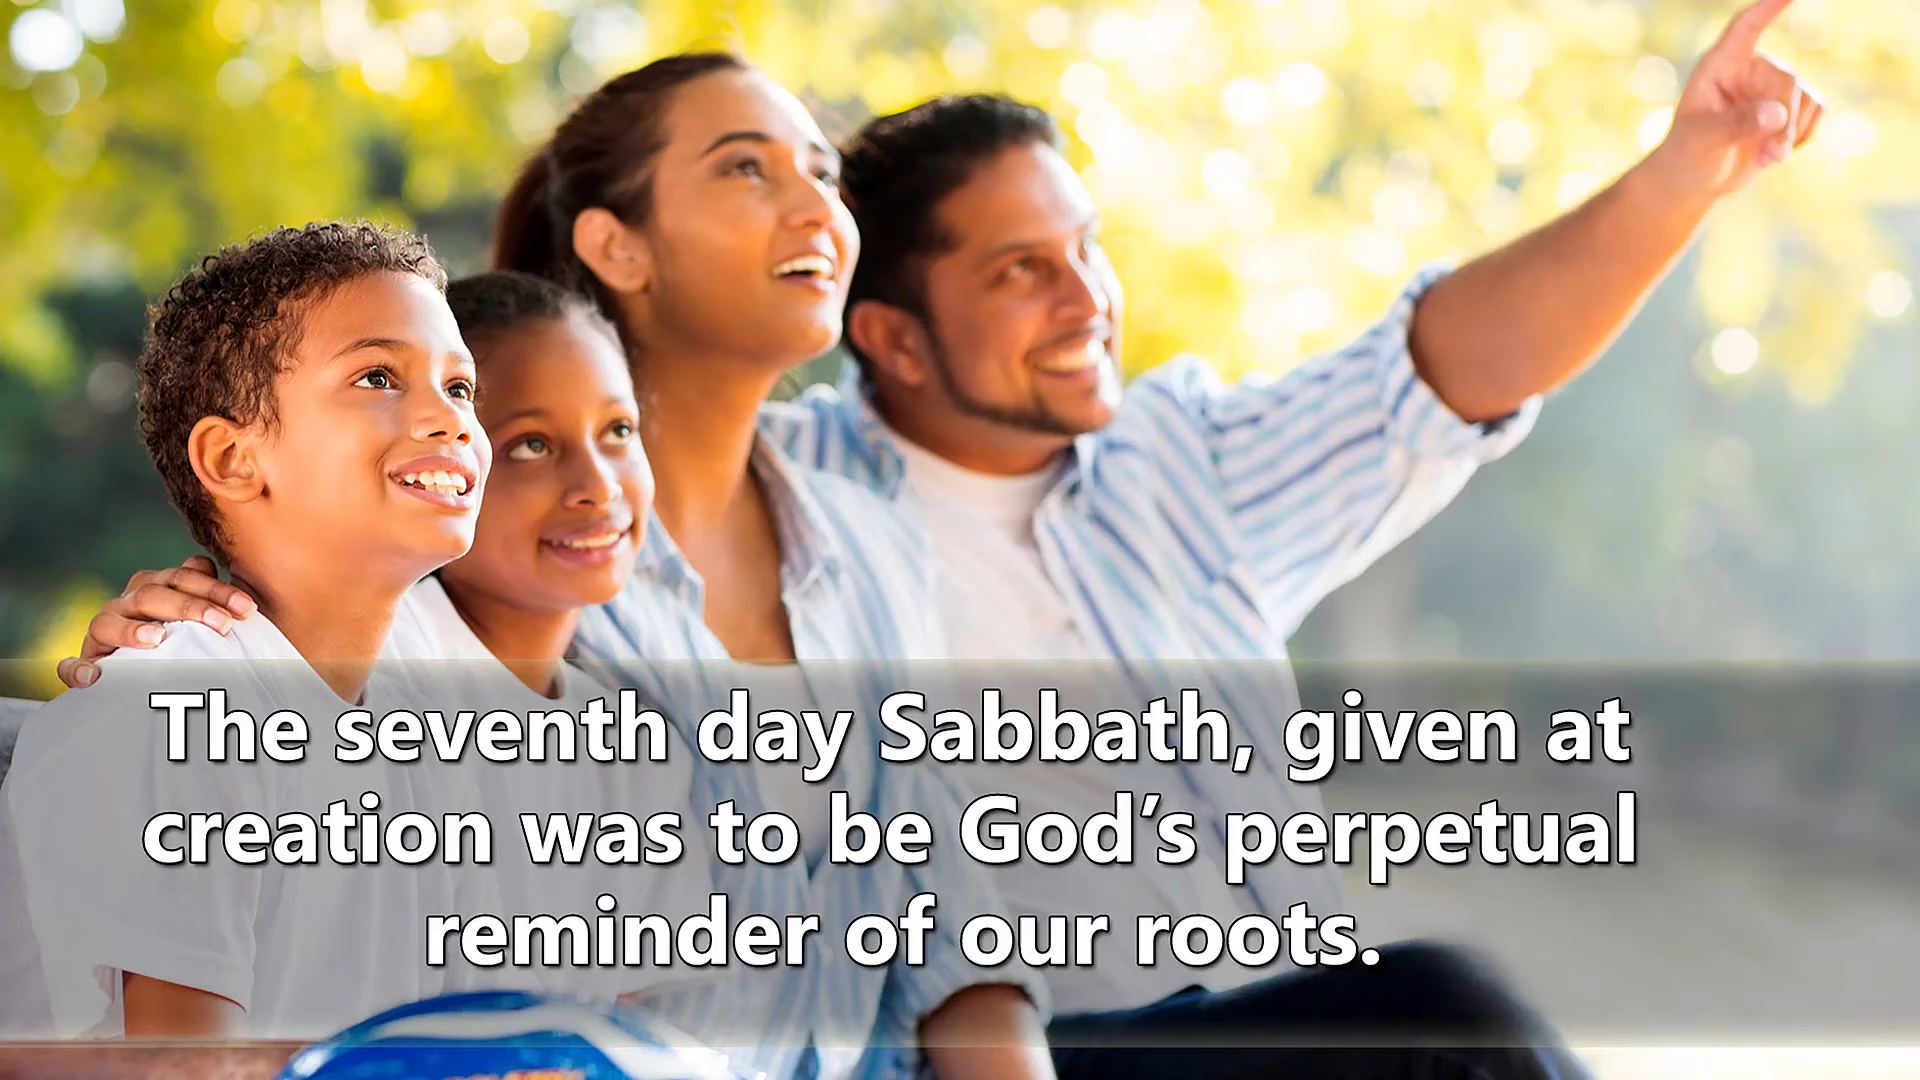 The seventh day Sabbath, given at
creation was to be God’s perpetual
reminder of our roots.